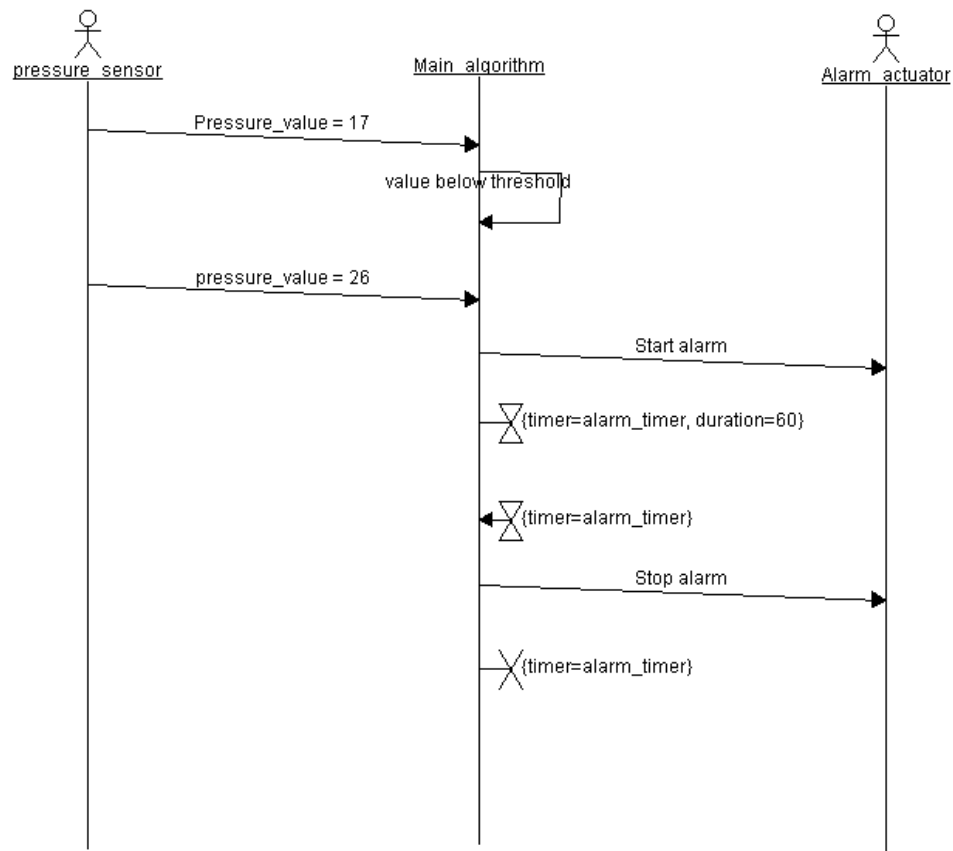 pressure_sensor
Main_algorithm
Alarm_actuator
Pressure_value = 17
value below threshold
pressure_value = 26
Start alarm
{timer=alarm_timer, duration=60}
{timer=alarm_timer}
Stop alarm
{timer=alarm_timer}